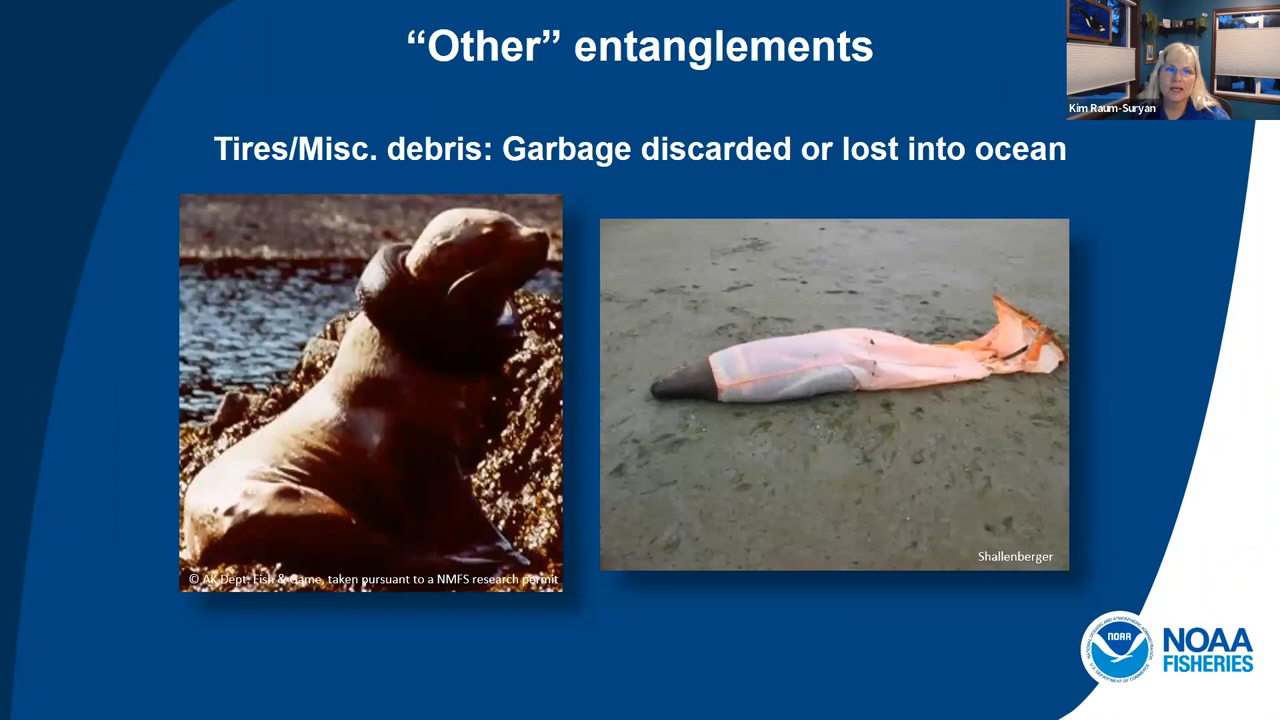 “Other” entanglements
Kim Raum-Suryan
Tires/Misc. debris: Garbage discarded or lost into ocean
© AK Dept. Fish & Game, taken pursuant to a NMFS research permit
Shallenberger
NOAA
NOAA
FISHERIES